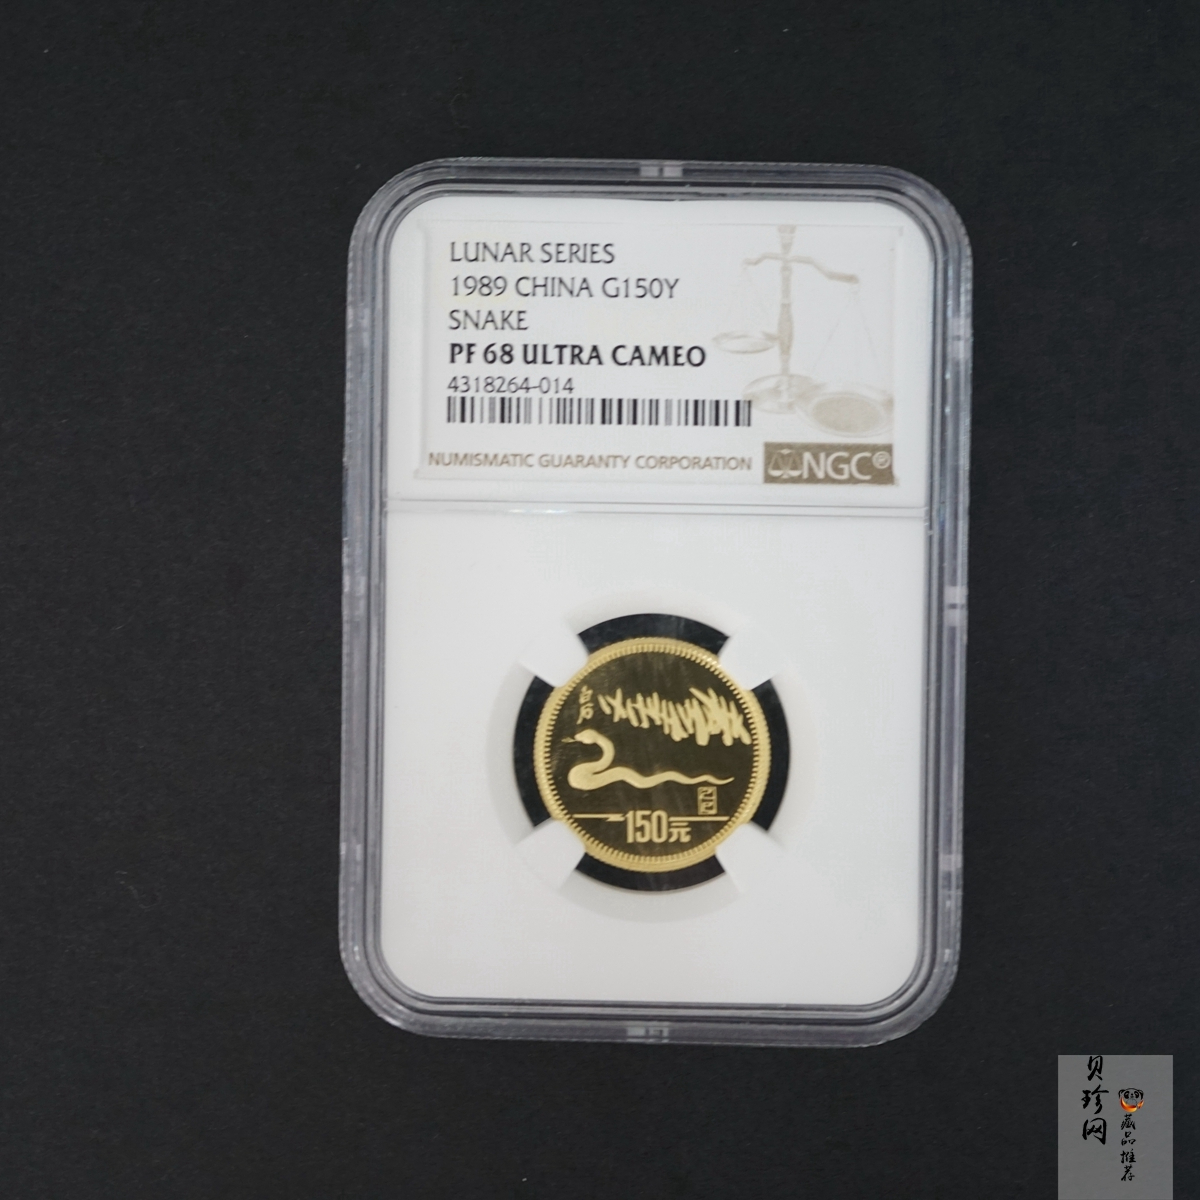 LUNAR SERIES
1989 CHINA G150Y
SNAKE
PF 68 ULTRA CAMEO
4318264-014
NUMISMATIC GUARANTY CORPORATION
NGC®
150元
贝珍网
藏品推荐